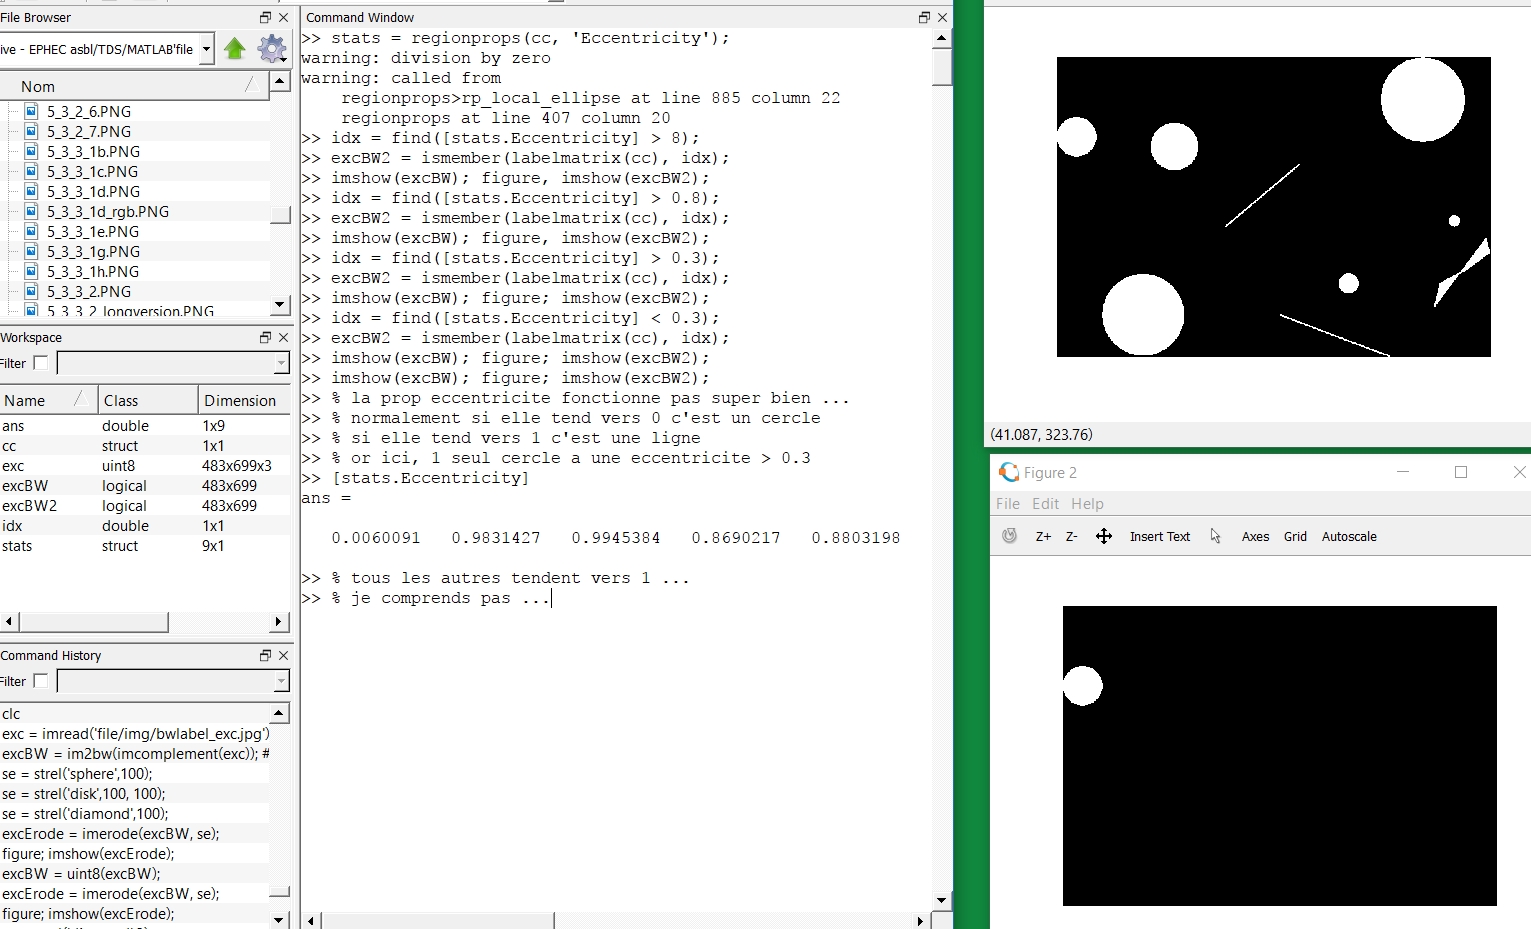 File Browser
ive - EPHEC asbl/TDS/MATLAB'file
Nom
5_3_2_6.PNG
5_3_2_7.PNG
5_3_3_1b.PNG
5_3_3_1c.PNG
5_3_3_1d.PNG
5_3_3_1d_rgb.PNG
5_3_3_1e.PNG
5_3_3_1g.PNG
5_3_3_1h.PNG
5_3_3_2.PNG
5_3_3_2_longversion.PNG
Workspace
Filter
Name Class Dimension
ans double 1x9
cc struct 1x1
exc uint8 483x699x3
excBW logical 483x699
excBW2 logical 483x699
idx double 1x1
stats struct 9x1
Command History
Filter
clc
exc = imread('file/img/bwlabel_exc.jpg')
excBW = im2bw(imcomplement(exc)); #
se = strel('sphere',100);
se = strel('disk',100, 100);
se = strel('diamond',100);
excErode = imerode(excBW, se);
figure; imshow(excErode);
excBW = uint8(excBW);
excErode = imerode(excBW, se);
figure; imshow(excErode);
Command Window
>> stats = regionprops(cc, 'Eccentricity');
warning: division by zero
warning: called from
regionprops>rp_local_ellipse at line 885 column 22
regionprops at line 407 column 20
>> idx = find([stats.Eccentricity] > 8);
>> excBW2 = ismember(labelmatrix(cc), idx);
>> imshow(excBW); figure, imshow(excBW2);
>> idx = find([stats.Eccentricity] > 0.8);
>> excBW2 = ismember(labelmatrix(cc), idx);
>> imshow(excBW); figure, imshow(excBW2);
>> idx = find([stats.Eccentricity] > 0.3);
>> excBW2 = ismember(labelmatrix(cc), idx);
>> imshow(excBW); figure; imshow(excBW2);
>> idx = find([stats.Eccentricity] < 0.3);
>> excBW2 = ismember(labelmatrix(cc), idx);
>> imshow(excBW); figure; imshow(excBW2);
>> imshow(excBW); figure; imshow(excBW2);
>> % la prop eccentricite fonctionne pas super bien ...
>> % normalement si elle tend vers 0 c'est un cercle
>> % si elle tend vers 1 c'est une ligne
>> % or ici, 1 seul cercle a une eccentricite > 0.3
>> [stats.Eccentricity]
ans =
0.0060091 0.9831427 0.9945384 0.8690217 0.8803198
>> % tous les autres tendent vers 1 ...
>> % je comprends pas ...
(41.087, 323.76)
Figure 2
File Edit Help
Z+ Z- Insert Text Axes Grid Autoscale